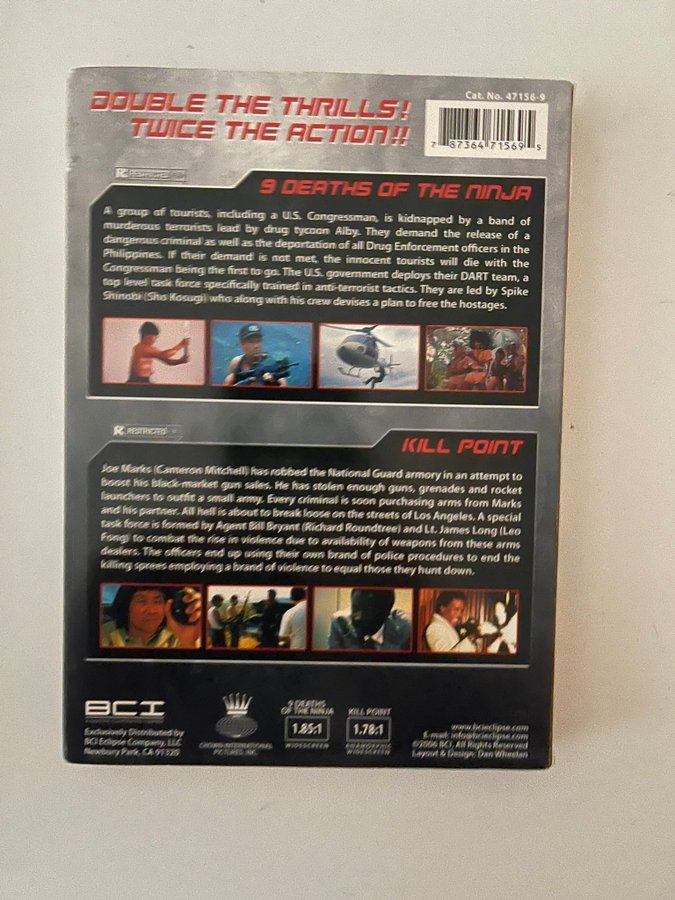 DOUBLE THE THRILLS!
TWICE THE ACTION!!
Cat. No. 47156-9
7 87364 71569 5
R RESTRICTED
9 DEATHS OF THE NINJA
A group of tourists, including a U.S. Congressman, is kidnapped by a band of
murderous terrorists lead by drug tycoon Alby. They demand the release of a
dangerous criminal as well as the deportation of all Drug Enforcement officers in the
Philippines. IF their demand is not met, the innocent tourists will die with the
Congressman being the first to go. The U.S. government deploys their DART team, a
top level task force specifically trained in anti-terrorist tactics. They are led by Spike
Shinobi (Sho Kosugi) who along with his crew devises a plan to free the hostages.
R RESTRICTED
KILL POINT
Joe Marks (Cameron Mitchell) has robbed the National Guard armory in an attempt to
boost his black-market gun sales. He has stolen enough guns, grenades and rocket
launchers to outfit a small army. Every criminal is soon purchasing arms from Marks
and his partner. All hell is about to break loose on the streets of Los Angeles. A special
task force is formed by Agent Bill Bryant (Richard Roundtree) and Lt. James Long (Leo
Fong) to combat the rise in violence due to availability of weapons from these arms
dealers. The officers end up using their own brand of police procedures to end the
killing sprees employing a brand of violence to equal those they hunt down.
BCI
Exclusively Distributed by
BCI Eclipse Company, LLC
Newbury Park, CA 91320
CROWN INTERNATIONAL
PICTURES, INC.
9 DEATHS
OF THE NINJA
1.85:1
WIDESCREEN
KILL POINT
1.78:1
ANAMORPHIC
WIDESCREEN
www.bcieclipse.com
E-mail: info@bcieclipse.com
©2006 BCI. All Rights Reserved
Layout & Design: Dan Wheelan